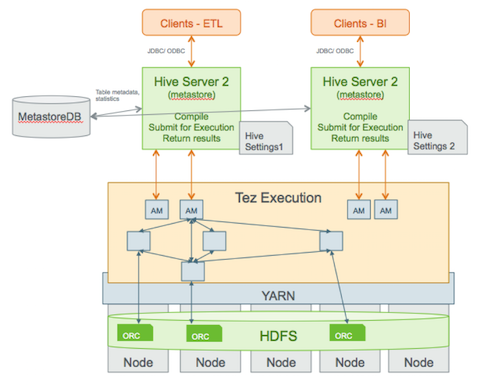 Clients - ETL
Clients - BI
JDBC/ ODBC
JDBC/ ODBC
Table metadata,
statistics
MetastoreDB
Hive Server 2
(metastore)
Compile
Submit for Execution
Return results
Hive
Settings1
Hive Server 2
(metastore)
Compile
Submit for Execution
Return results
Hive
Settings 2
Tez Execution
AM
AM
AM
AM
YARN
HDFS
ORC
ORC
ORC
Node
Node
Node
Node
Node